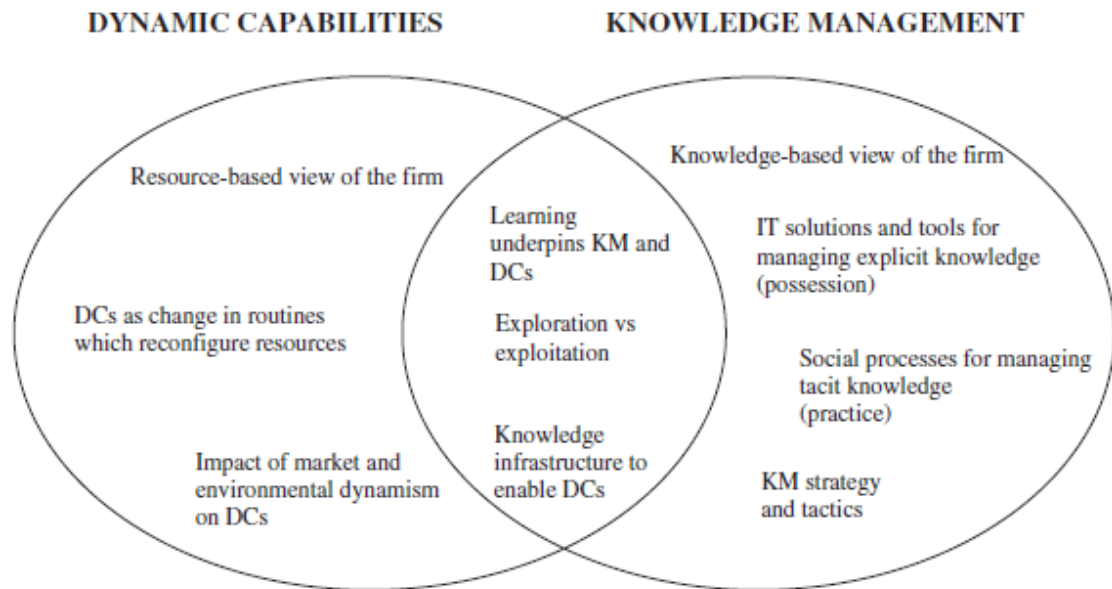 DYNAMIC CAPABILITIES
KNOWLEDGE MANAGEMENT
Resource-based view of the firm
DCs as change in routines
which reconfigure resources
Impact of market and
environmental dynamism
on DCs
Learning
underpins KM and
DCs
Exploration vs
exploitation
Knowledge
infrastructure to
enable DCs
Knowledge-based view of the firm
IT solutions and tools for
managing explicit knowledge
(possession)
Social processes for managing
tacit knowledge
(practice)
KM strategy
and tactics